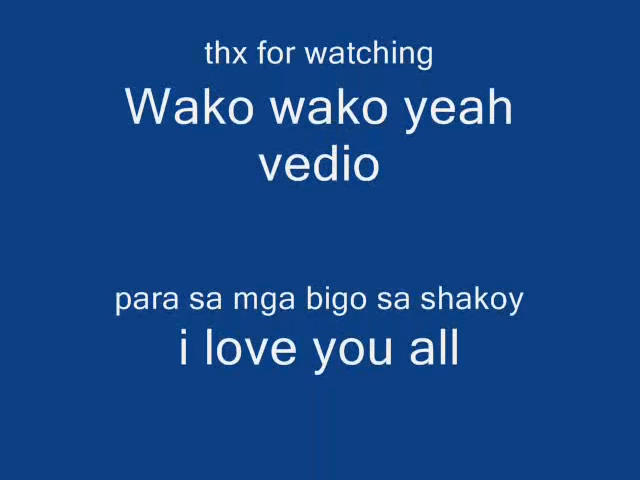 thx for watching
Wako wako yeah
vedio
para sa mga bigo sa shakoy
i love you all